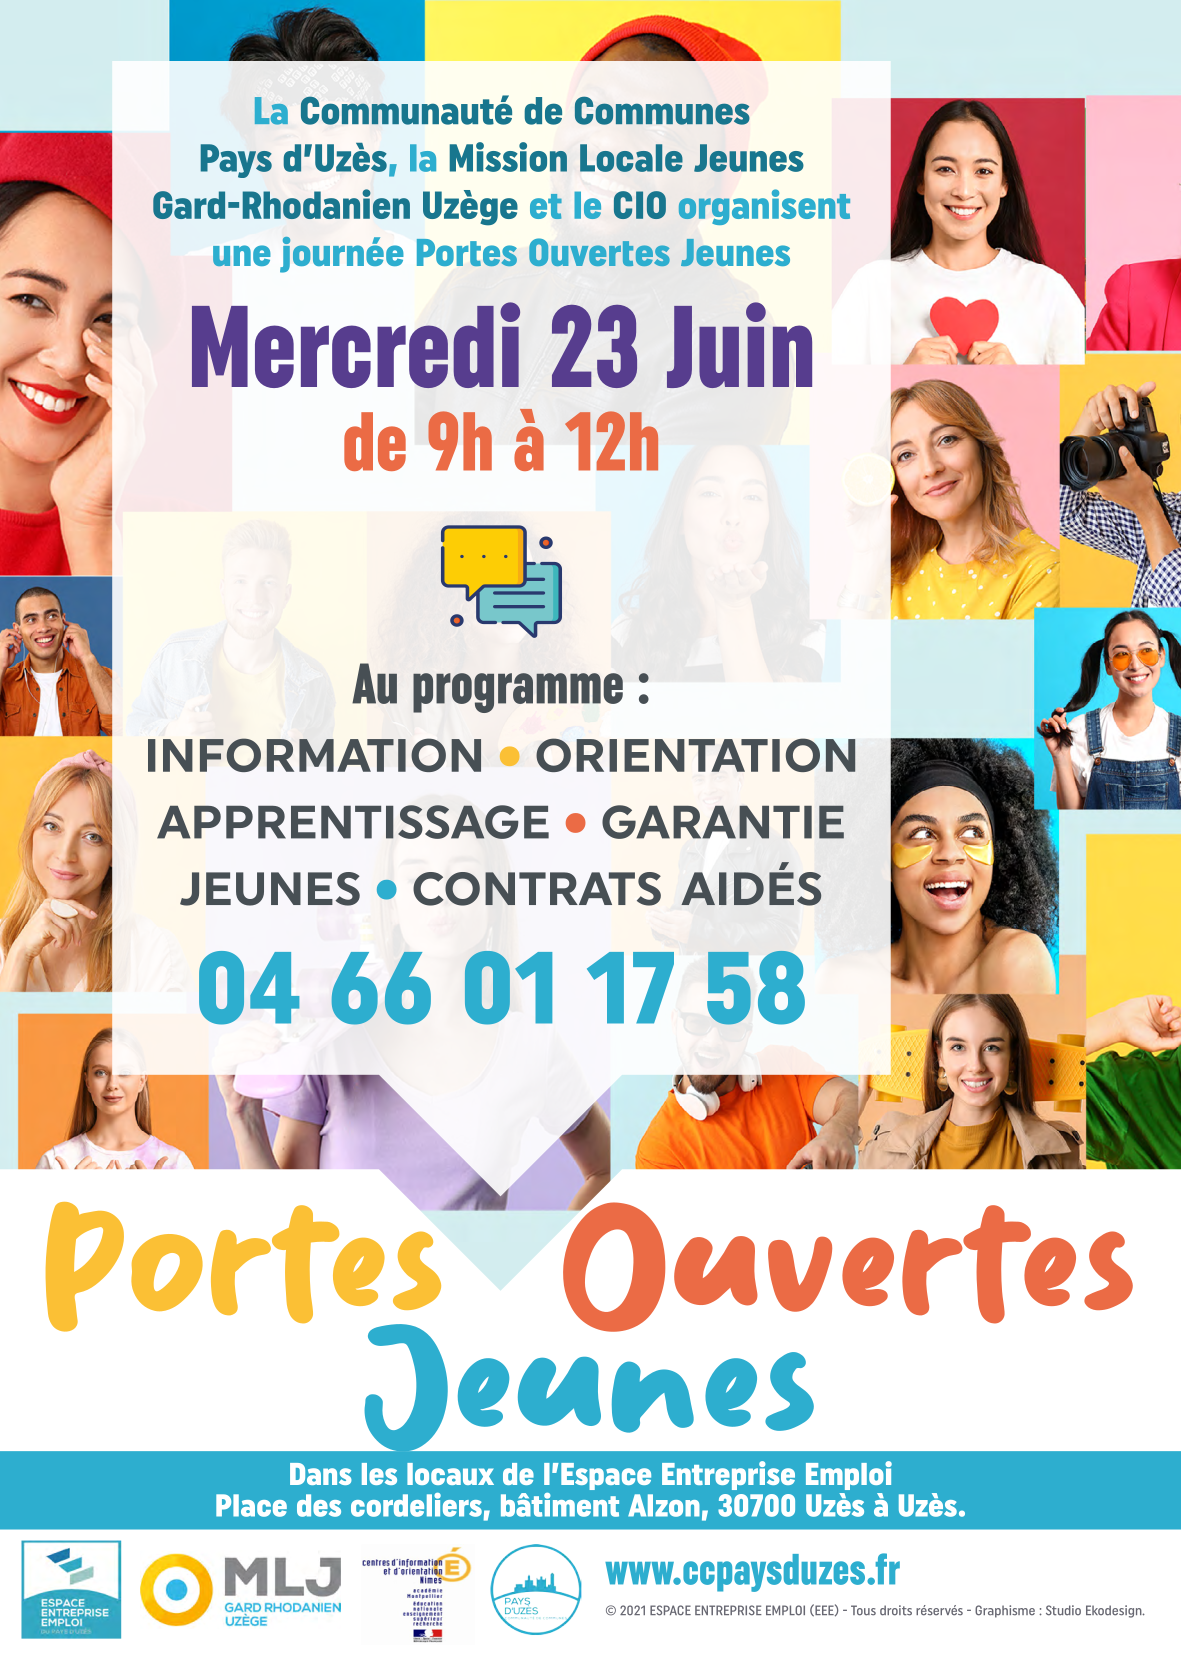 La Communauté de Communes
Pays d'Uzès, la Mission Locale Jeunes
Gard-Rhodanien Uzège et le CIO organisent
une journée Portes Ouvertes Jeunes
Mercredi 23 Juin
de 9h à 12h
Au programme :
INFORMATION • ORIENTATION
APPRENTISSAGE • GARANTIE
JEUNES • CONTRATS AIDÉS
04 66 01 17 58
Portes Ouvertes
Jeunes
Dans les locaux de l'Espace Entreprise Emploi
Place des cordeliers, bâtiment Alzon, 30700 Uzès à Uzès.
ESPACE
ENTREPRISE
EMPLOI
DU PAYS D'UZÈS
MLJ
GARD RHODANIEN
UZÈGE
centres d'information
et d'orientation
Nîmes
É
académie
Montpellier
éducation
nationale
enseignement
supérieur
recherche
PAYS
D'UZÈS
www.ccpaysduzes.fr
© 2021 ESPACE ENTREPRISE EMPLOI (EEE) - Tous droits réservés - Graphisme : Studio Ekodesign.